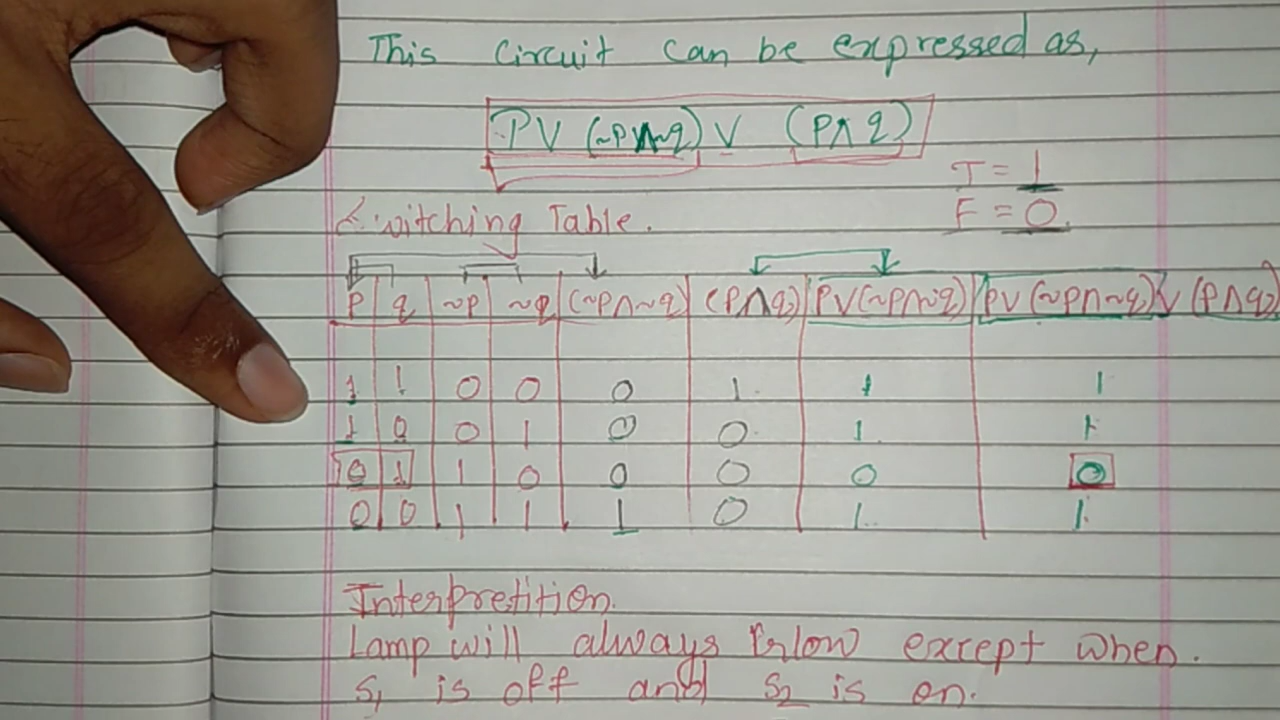 This Circuit Can be expressed as,
PV (~P∧~q) V (P∧q)
T = 1
F = 0.
Switching Table.
P q ~P ~q (~P∧~q) (P∧q) PV(~P∧~q) PV(~P∧~q)V(P∧q)
1 1 0 0 0 1 1 1
1 0 0 1 0 0 1 1
0 1 1 0 0 0 0 0
0 0 1 1 1 0 1 1
Interpretition.
Lamp will always Grlow except when.
S1 is off and S2 is on.